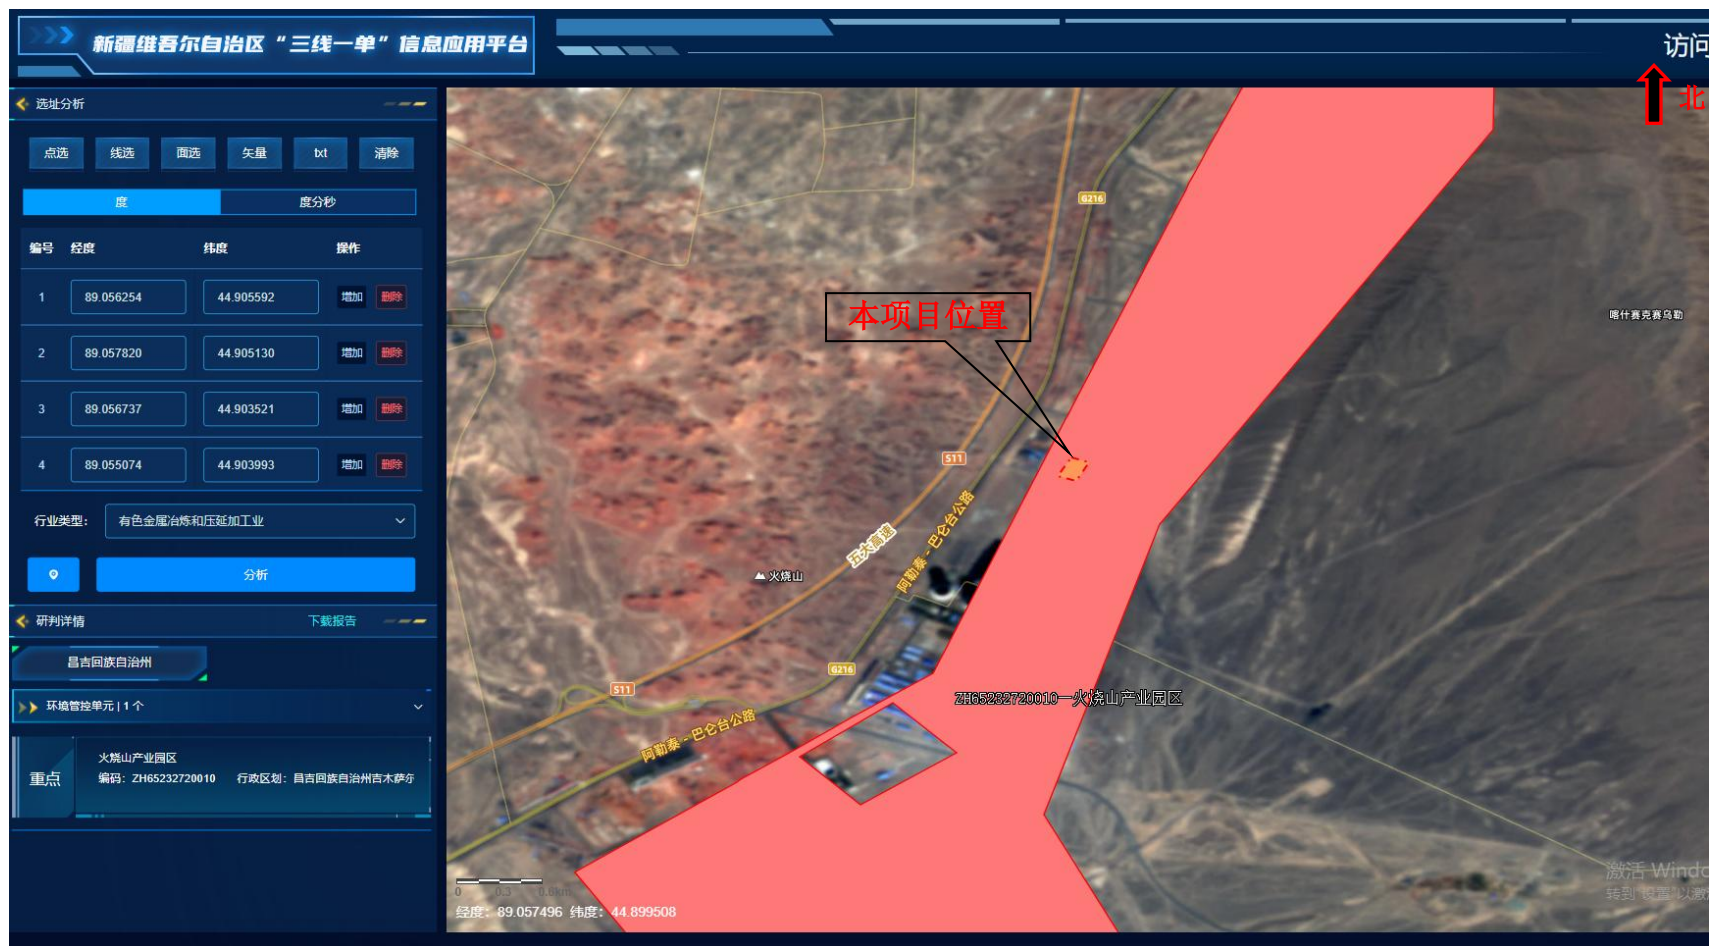 新疆维吾尔自治区“三线一单”信息应用平台
访问
北
选址分析
点选 线选 面选 矢量 txt 清除
度 度分秒
编号 经度 纬度 操作
1 89.056254 44.905592 增加 删除
2 89.057820 44.905130 增加 删除
3 89.056737 44.903521 增加 删除
4 89.055074 44.903993 增加 删除
行业类型： 有色金属冶炼和压延加工业
分析
研判详情 下载报告
昌吉回族自治州
环境管控单元 | 1 个
重点
火烧山产业园区
编码：ZH65232720010 行政区划：昌吉回族自治州吉木萨尔
G216
本项目位置
喀什赛克赛乌勒
S11
五大高速
阿勒泰－巴仑台公路
火烧山
G216
S11
ZH65232720010—火烧山产业园区
阿勒泰－巴仑台公路
0 0.3 0.6km
经度：89.057496 纬度：44.899508
激活 Windo
转到"设置"以激